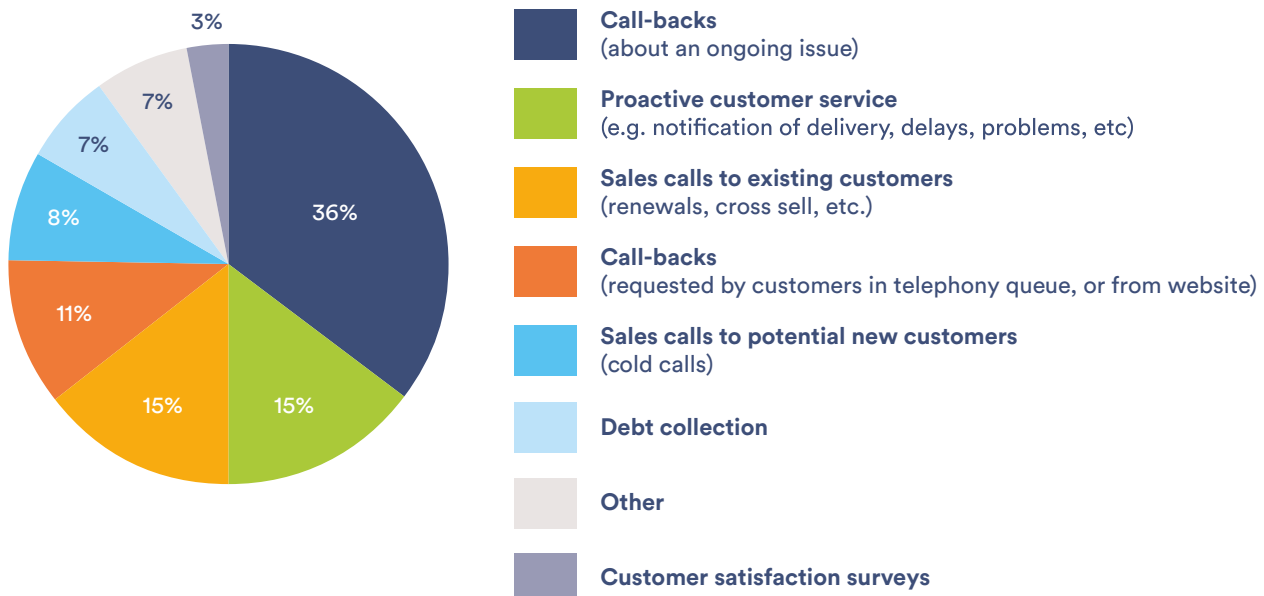 3%
7%
7%
8%
36%
11%
15%
15%
Call-backs
(about an ongoing issue)
Proactive customer service
(e.g. notification of delivery, delays, problems, etc)
Sales calls to existing customers
(renewals, cross sell, etc.)
Call-backs
(requested by customers in telephony queue, or from website)
Sales calls to potential new customers
(cold calls)
Debt collection
Other
Customer satisfaction surveys